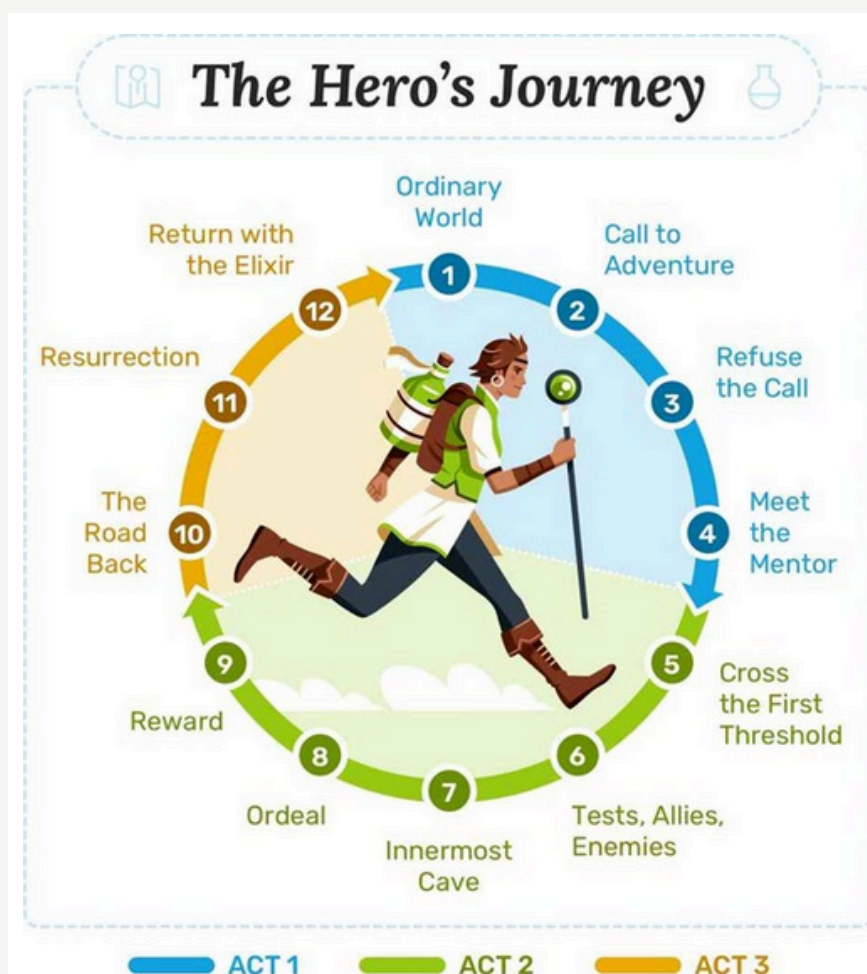 The Hero's Journey
1
Ordinary
World
2
Call to
Adventure
3
Refuse
the Call
4
Meet
the
Mentor
5
Cross
the First
Threshold
6
Tests, Allies,
Enemies
7
Innermost
Cave
8
Ordeal
9
Reward
10
The
Road
Back
11
Resurrection
12
Return with
the Elixir
ACT 1
ACT 2
ACT 3